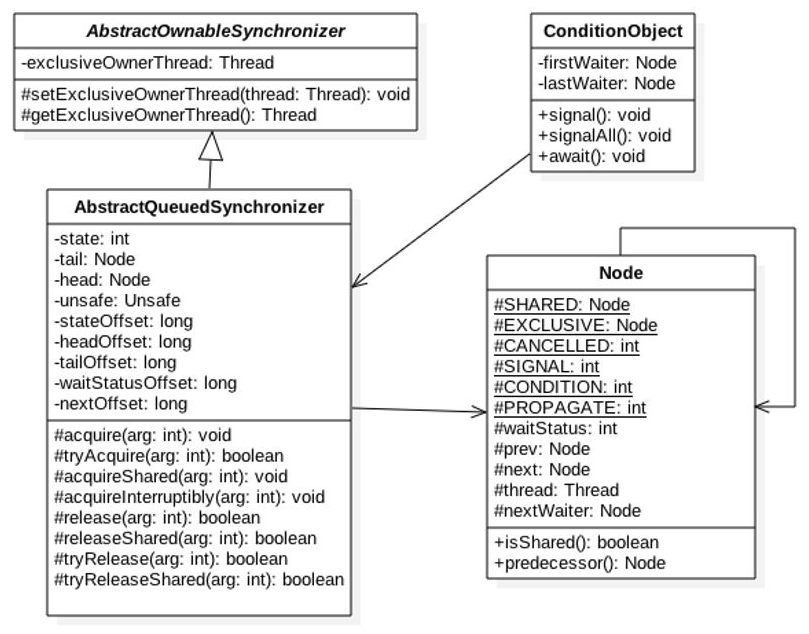 AbstractOwnableSynchronizer
-exclusiveOwnerThread: Thread
#setExclusiveOwnerThread(thread: Thread): void
#getExclusiveOwnerThread(): Thread
ConditionObject
-firstWaiter: Node
-lastWaiter: Node
+signal(): void
+signalAll(): void
+await(): void
AbstractQueuedSynchronizer
-state: int
-tail: Node
-head: Node
-unsafe: Unsafe
-stateOffset: long
-headOffset: long
-tailOffset: long
-waitStatusOffset: long
-nextOffset: long
#acquire(arg: int): void
#tryAcquire(arg: int): boolean
#acquireShared(arg: int): void
#acquireInterruptibly(arg: int): void
#release(arg: int): boolean
#releaseShared(arg: int): boolean
#tryRelease(arg: int): boolean
#tryReleaseShared(arg: int): boolean
Node
#SHARED: Node
#EXCLUSIVE: Node
#CANCELLED: int
#SIGNAL: int
#CONDITION: int
#PROPAGATE: int
#waitStatus: int
#prev: Node
#next: Node
#thread: Thread
#nextWaiter: Node
+isShared(): boolean
+predecessor(): Node